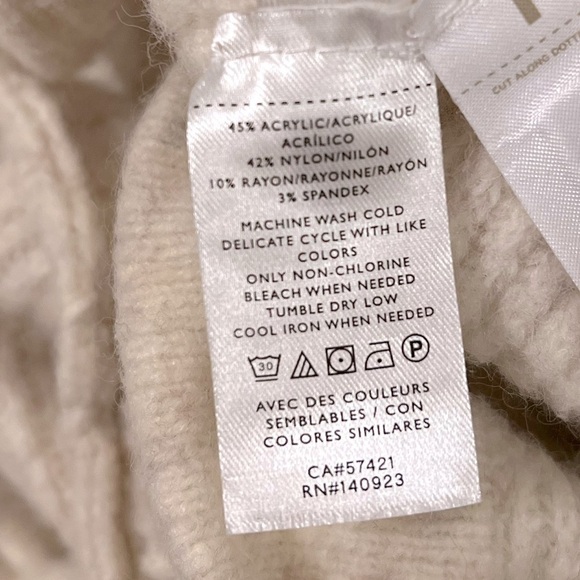 45% ACRYLIC/ACRYLIQUE/
ACRÍLICO
42% NYLON/NILÓN
10% RAYON/RAYONNE/RAYÓN
3% SPANDEX
MACHINE WASH COLD
DELICATE CYCLE WITH LIKE
COLORS
ONLY NON-CHLORINE
BLEACH WHEN NEEDED
TUMBLE DRY LOW
COOL IRON WHEN NEEDED
30 P
AVEC DES COULEURS
SEMBLABLES / CON
COLORES SIMILARES
CA#57421
RN#140923
CUT ALONG